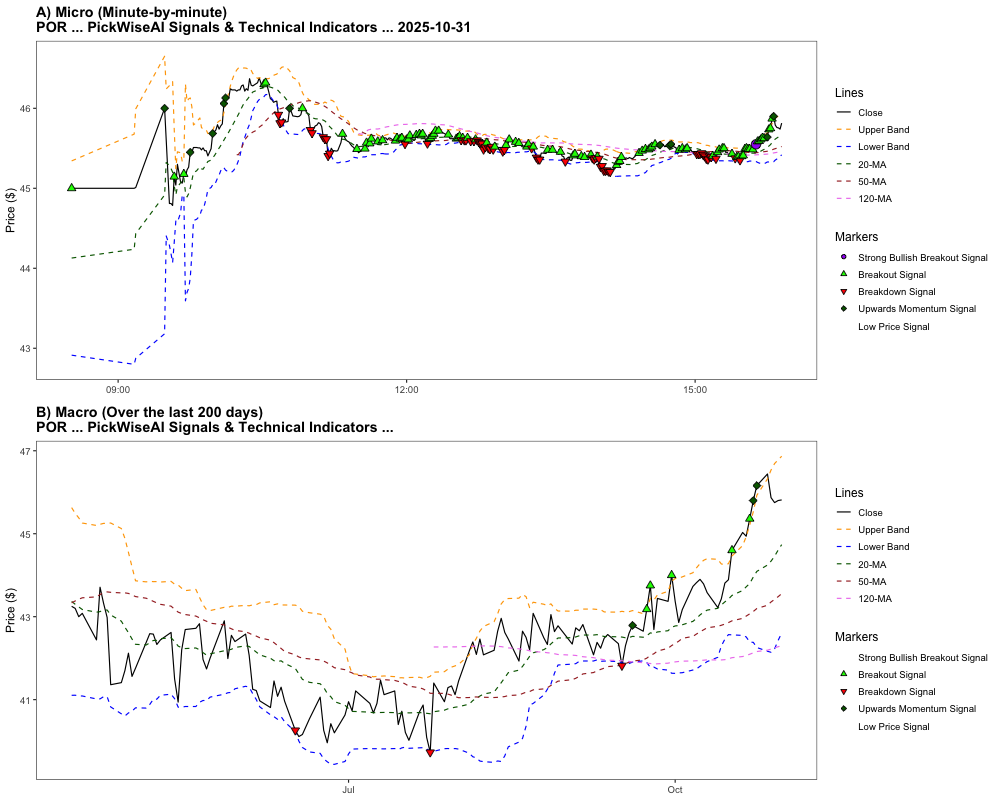 A) Micro (Minute-by-minute)
POR ... PickWiseAI Signals & Technical Indicators ... 2025-10-31
Price ($)
46
45
44
43
09:00
12:00
15:00
Lines
Close
Upper Band
Lower Band
20-MA
50-MA
120-MA
Markers
Strong Bullish Breakout Signal
Breakout Signal
Breakdown Signal
Upwards Momentum Signal
Low Price Signal
B) Macro (Over the last 200 days)
POR ... PickWiseAI Signals & Technical Indicators ...
Price ($)
47
45
43
41
Jul
Oct
Lines
Close
Upper Band
Lower Band
20-MA
50-MA
120-MA
Markers
Strong Bullish Breakout Signal
Breakout Signal
Breakdown Signal
Upwards Momentum Signal
Low Price Signal